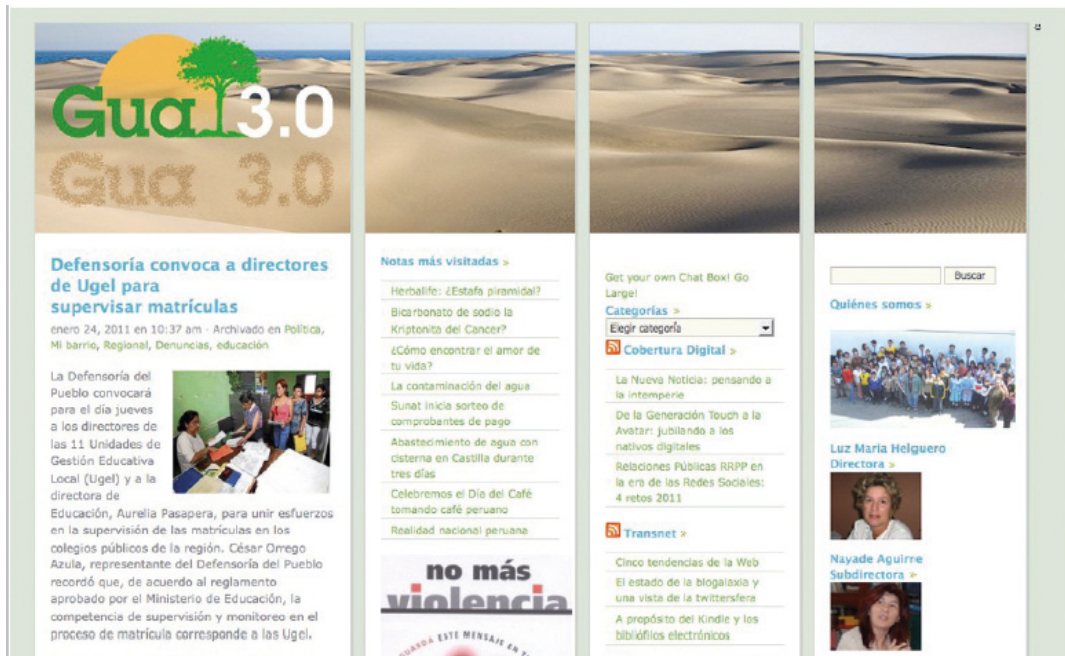 Gua 3.0
Gua 3.0
Defensoría convoca a directores
de Ugel para
supervisar matrículas
enero 24, 2011 en 10:37 am · Archivado en Política,
Mi barrio, Regional, Denuncias, educación
La Defensoría del
Pueblo convocará
para el día jueves
a los directores de
las 11 Unidades de
Gestión Educativa
Local (Ugel) y a la
directora de
Educación, Aurelia Pasapera, para unir esfuerzos
en la supervisión de las matrículas en los
colegios públicos de la región. César Orrego
Azula, representante del Defensoría del Pueblo
recordó que, de acuerdo al reglamento
aprobado por el Ministerio de Educación, la
competencia de supervisión y monitoreo en el
proceso de matrícula corresponde a las Ugel.
Notas más visitadas »
Herbalife: ¿Estafa piramidal?
Bicarbonato de sodio la
Kriptonita del Cancer?
¿Cómo encontrar el amor de
tu vida?
La contaminación del agua
Sunat inicia sorteo de
comprobantes de pago
Abastecimiento de agua con
cisterna en Castilla durante
tres días
Celebremos el Día del Café
tomando café peruano
Realidad nacional peruana
no más
violencia
GUARDA ESTE MENSAJE EN
Get your own Chat Box! Go
Large!
Categorías »
Elegir categoría
Cobertura Digital »
La Nueva Noticia: pensando a
la intemperie
De la Generación Touch a la
Avatar: jubilando a los
nativos digitales
Relaciones Públicas RRPP en
la era de las Redes Sociales:
4 retos 2011
Transnet »
Cinco tendencias de la Web
El estado de la blogalaxia y
una vista de la twittersfera
A propósito del Kindle y los
bibliófilos electrónicos
Buscar
Quiénes somos »
Luz María Helguero
Directora »
Nayade Aguirre
Subdirectora »